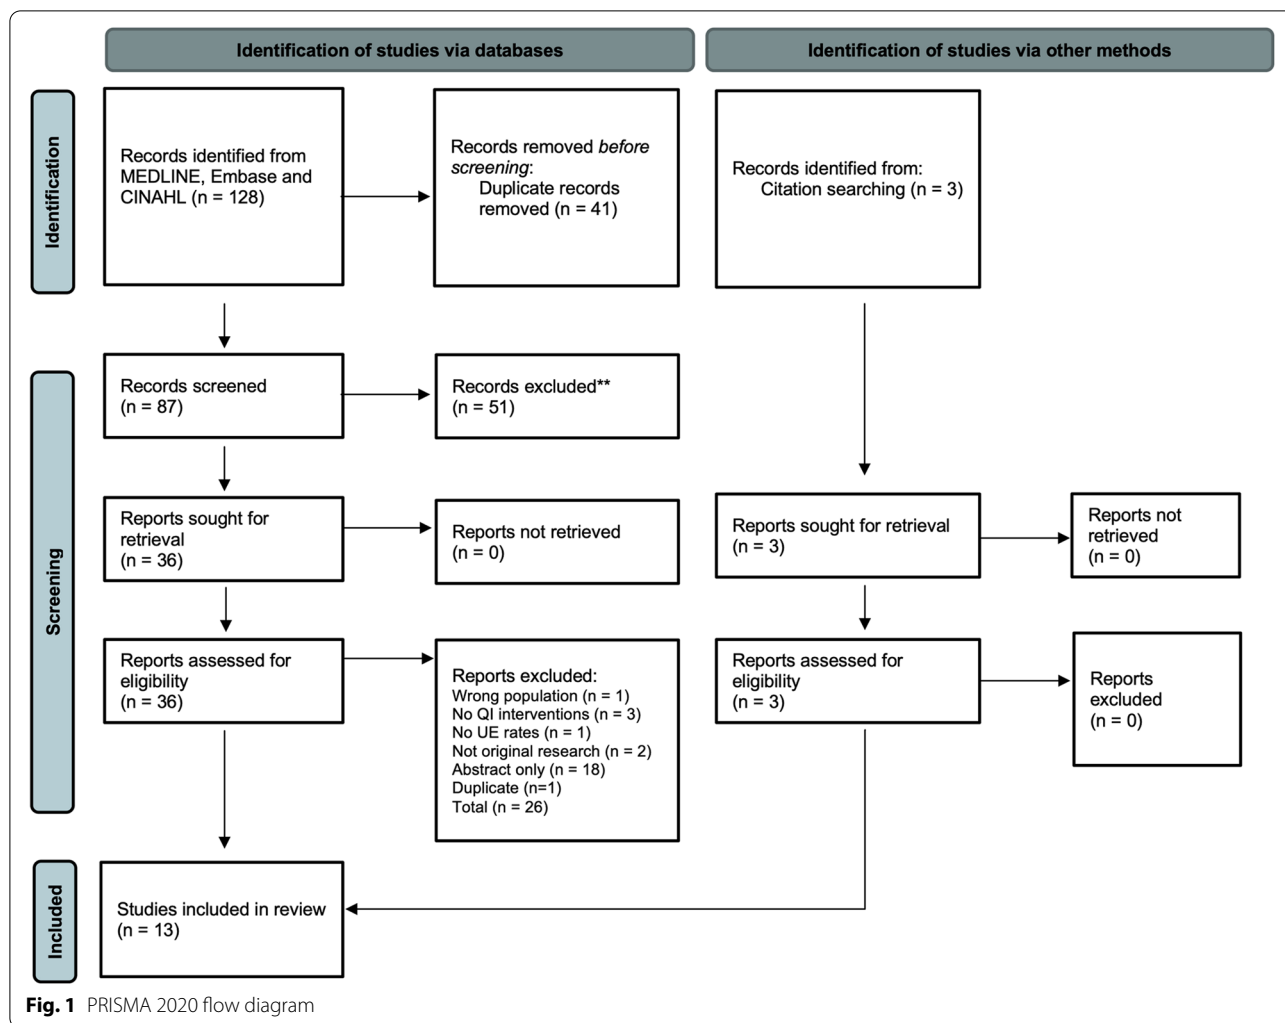 Identification of studies via databases
Identification of studies via other methods
Identification
Records identified from
MEDLINE, Embase and
CINAHL (n = 128)
Records removed before
screening:
Duplicate records
removed (n = 41)
Records identified from:
Citation searching (n = 3)
Screening
Records screened
(n = 87)
Records excluded**
(n = 51)
Reports sought for
retrieval
(n = 36)
Reports not retrieved
(n = 0)
Reports sought for retrieval
(n = 3)
Reports not
retrieved
(n = 0)
Reports assessed for
eligibility
(n = 36)
Reports excluded:
Wrong population (n = 1)
No QI interventions (n = 3)
No UE rates (n = 1)
Not original research (n = 2)
Abstract only (n = 18)
Duplicate (n=1)
Total (n = 26)
Reports assessed for
eligibility
(n = 3)
Reports
excluded
(n = 0)
Included
Studies included in review
(n = 13)
Fig. 1 PRISMA 2020 flow diagram